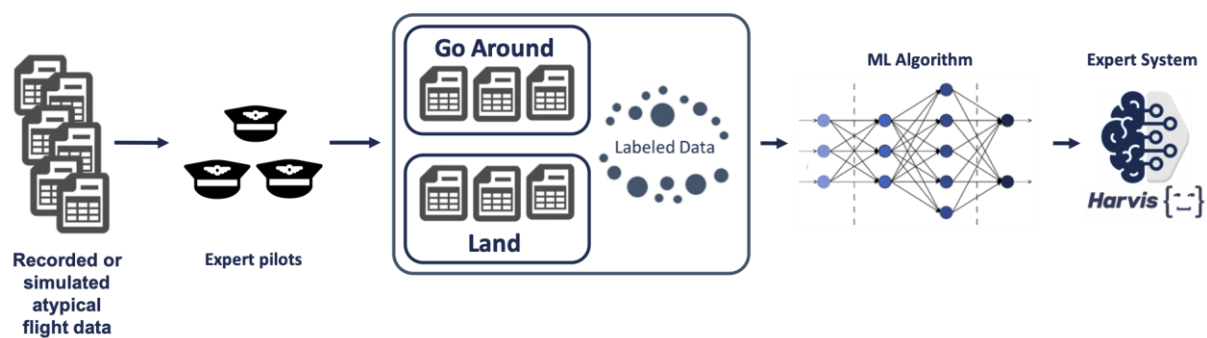 Recorded or
simulated
atypical
flight data
Expert pilots
Go Around
Land
Labeled Data
ML Algorithm
Expert System
Harvis